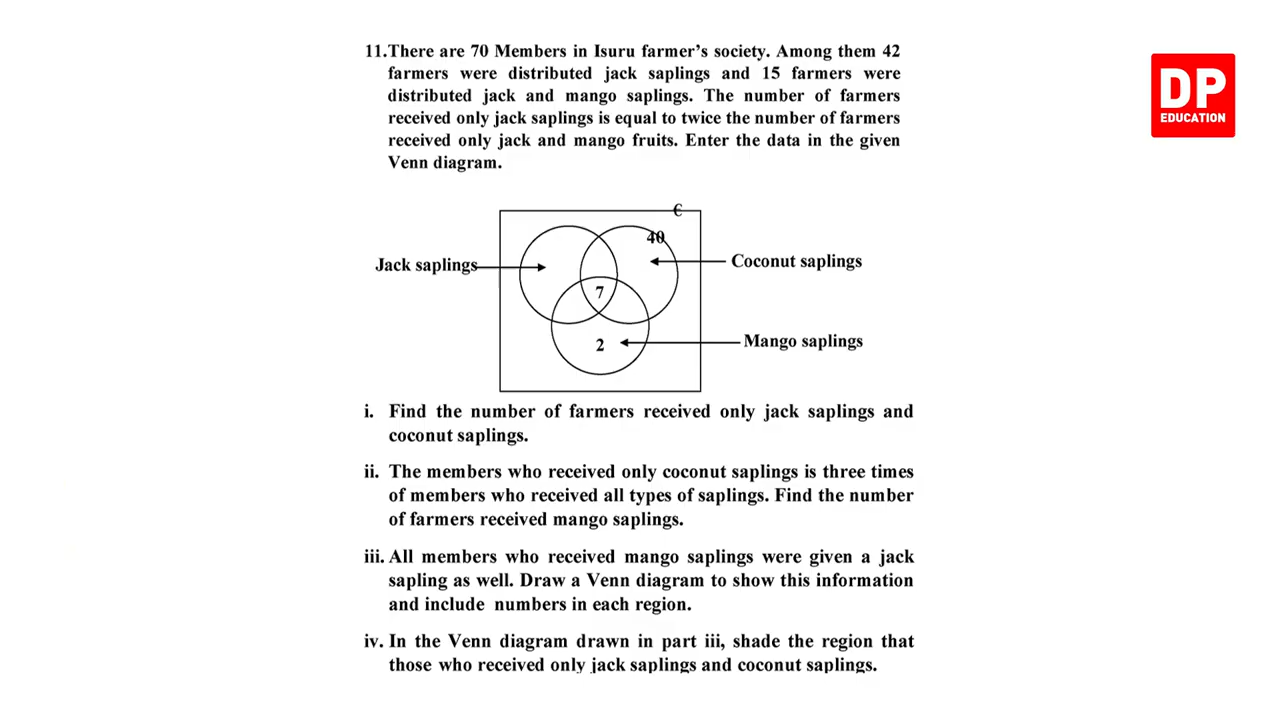 11.There are 70 Members in Isuru farmer's society. Among them 42
farmers were distributed jack saplings and 15 farmers were
distributed jack and mango saplings. The number of farmers
received only jack saplings is equal to twice the number of farmers
received only jack and mango fruits. Enter the data in the given
Venn diagram.
DP
EDUCATION
€
40
Jack saplings
Coconut saplings
7
2
Mango saplings
i. Find the number of farmers received only jack saplings and
coconut saplings.
ii. The members who received only coconut saplings is three times
of members who received all types of saplings. Find the number
of farmers received mango saplings.
iii. All members who received mango saplings were given a jack
sapling as well. Draw a Venn diagram to show this information
and include numbers in each region.
iv. In the Venn diagram drawn in part iii, shade the region that
those who received only jack saplings and coconut saplings.